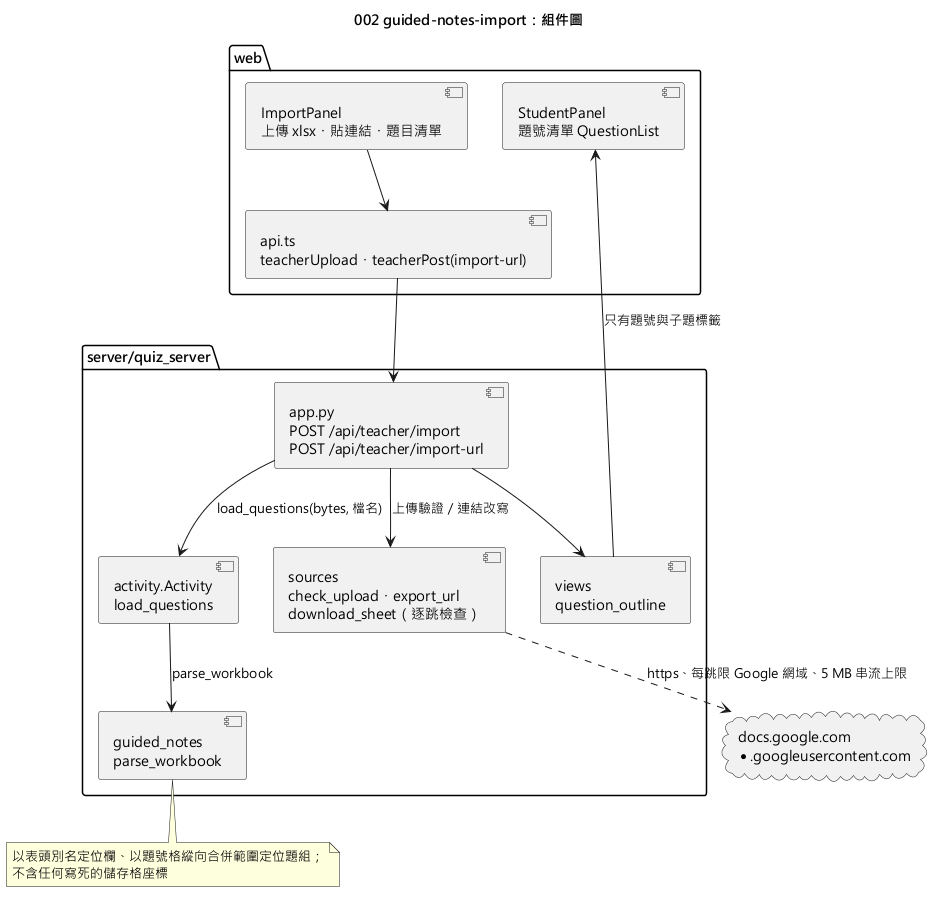 002 guided-notes-import：組件圖
web
ImportPanel
上傳 xlsx · 貼連結 · 題目清單
StudentPanel
題號清單 QuestionList
api.ts
teacherUpload · teacherPost(import-url)
只有題號與子題標籤
server/quiz_server
app.py
POST /api/teacher/import
POST /api/teacher/import-url
load_questions(bytes, 檔名)
上傳驗證 / 連結改寫
activity.Activity
load_questions
sources
check_upload · export_url
download_sheet（逐跳檢查）
views
question_outline
parse_workbook
https、每跳限 Google 網域、5 MB 串流上限
guided_notes
parse_workbook
docs.google.com
•.googleusercontent.com
以表頭別名定位欄、以題號格縱向合併範圍定位題組；
不含任何寫死的儲存格座標